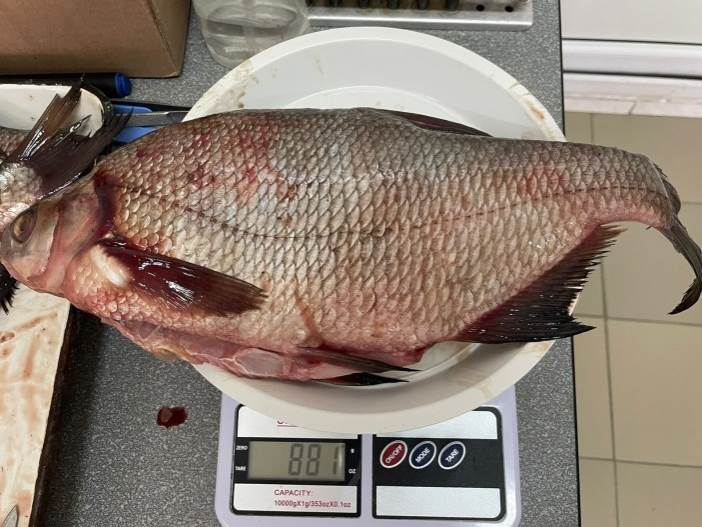 ZERO
TARE
881
g
OZ
ON/OFF
MODE
TARE
CAPACITY:
10000gX1g/353ozX0.1oz